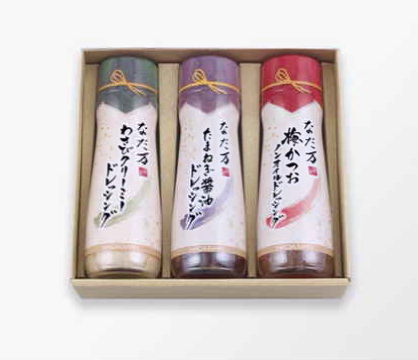 なだ万
わさびクリーミー
ドレッシング
なだ万
たまねぎ醤油
ドレッシング
なだ万
梅かつお
ノンオイルドレッシング